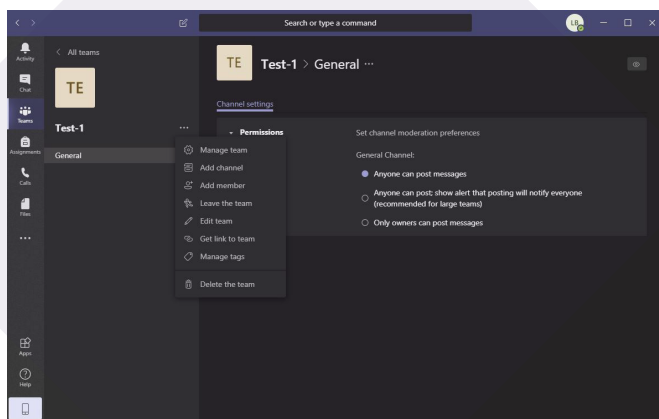 Search or type a command
LB
Activity
Chat
Teams
Assignments
Calls
Files
Apps
Help
All teams
TE
Test-1
General
Manage team
Add channel
Add member
Leave the team
Edit team
Get link to team
Manage tags
Delete the team
TE Test-1 > General
Channel settings
Permissions
Set channel moderation preferences
General Channel:
Anyone can post messages
Anyone can post; show alert that posting will notify everyone
(recommended for large teams)
Only owners can post messages